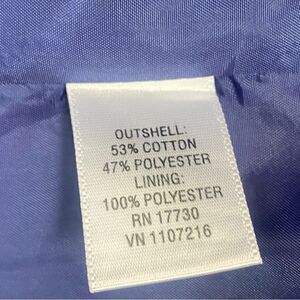 OUTSHELL:
53% COTTON
47% POLYESTER
LINING:
100% POLYESTER
RN 17730
VN 1107216